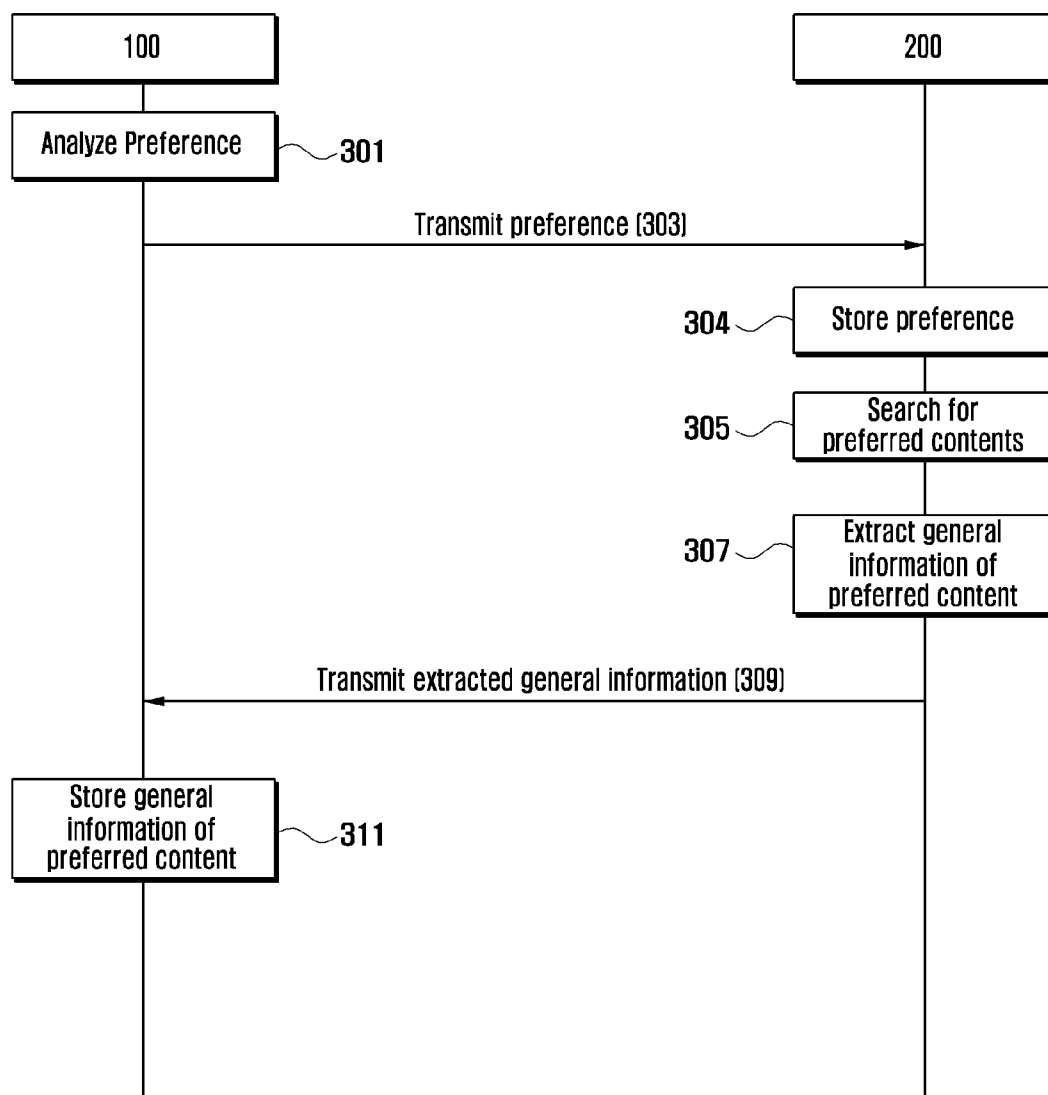 100
200
Analyze Preference
301
Transmit preference (303)
304
Store preference
305
Search for
preferred contents
307
Extract general
information of
preferred content
Transmit extracted general information (309)
Store general
information of
preferred content
311